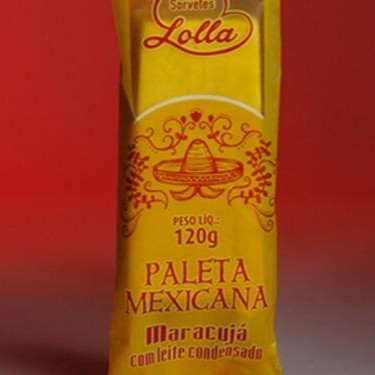 Sorvetes
Lolla
PESO LÍQ.:
120g
PALETA
MEXICANA
Maracujá
com leite condensado